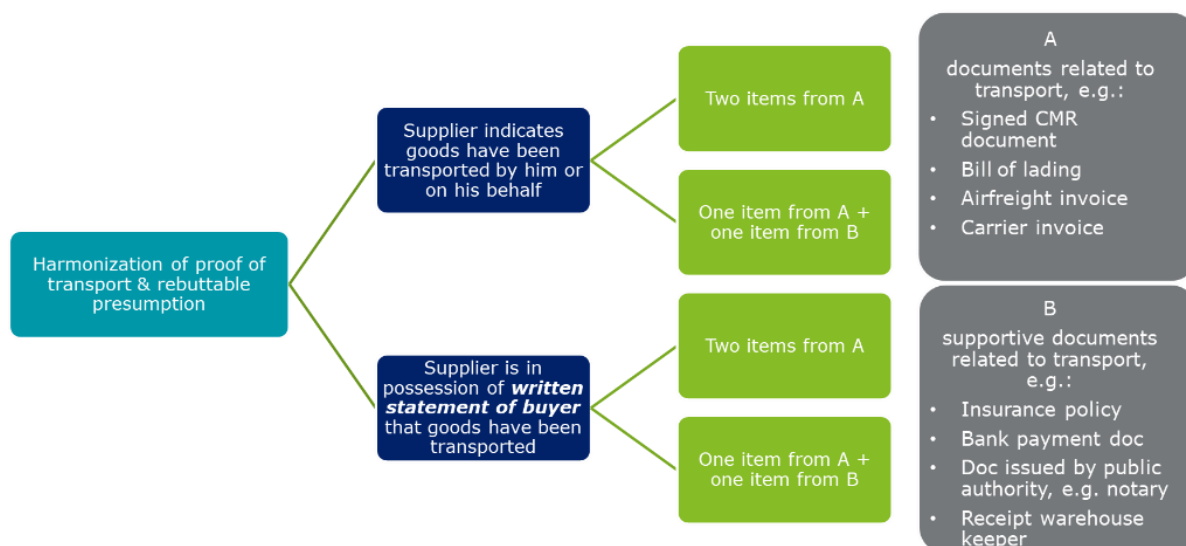 Harmonization of proof of
transport & rebuttable
presumption
Supplier indicates
goods have been
transported by him or
on his behalf
Two items from A
One item from A +
one item from B
Supplier is in
possession of written
statement of buyer
that goods have been
transported
Two items from A
One item from A +
one item from B
A
documents related to
transport, e.g.:
• Signed CMR
document
• Bill of lading
• Airfreight invoice
• Carrier invoice
B
supportive documents
related to transport,
e.g.:
• Insurance policy
• Bank payment doc
• Doc issued by public
authority, e.g. notary
• Receipt warehouse
keeper